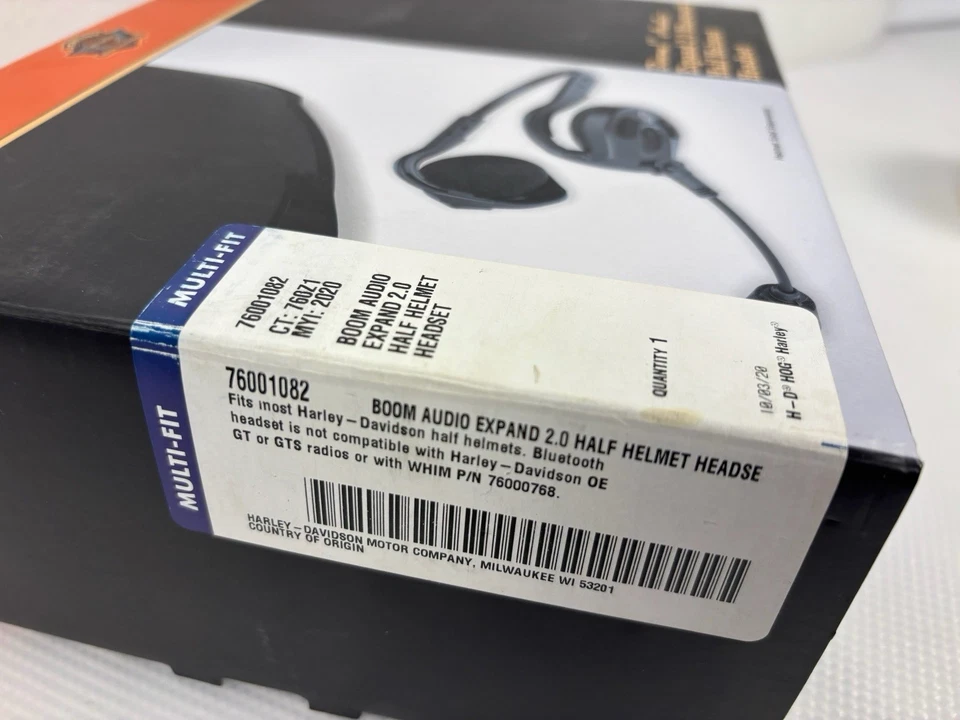 MULTI-FIT
76001082
CT: 760Z1
MYI: 2020
BOOM AUDIO
EXPAND 2.0
HALF HELMET
HEADSET
QUANTITY 1
10/03/20
H-D® HOG® Harley®
MULTI-FIT
76001082
BOOM AUDIO EXPAND 2.0 HALF HELMET HEADSE
Fits most Harley-Davidson half helmets. Bluetooth
headset is not compatible with Harley-Davidson OE
GT or GTS radios or with WHIM P/N 76000768.
HARLEY-DAVIDSON MOTOR COMPANY, MILWAUKEE WI 53201
COUNTRY OF ORIGIN